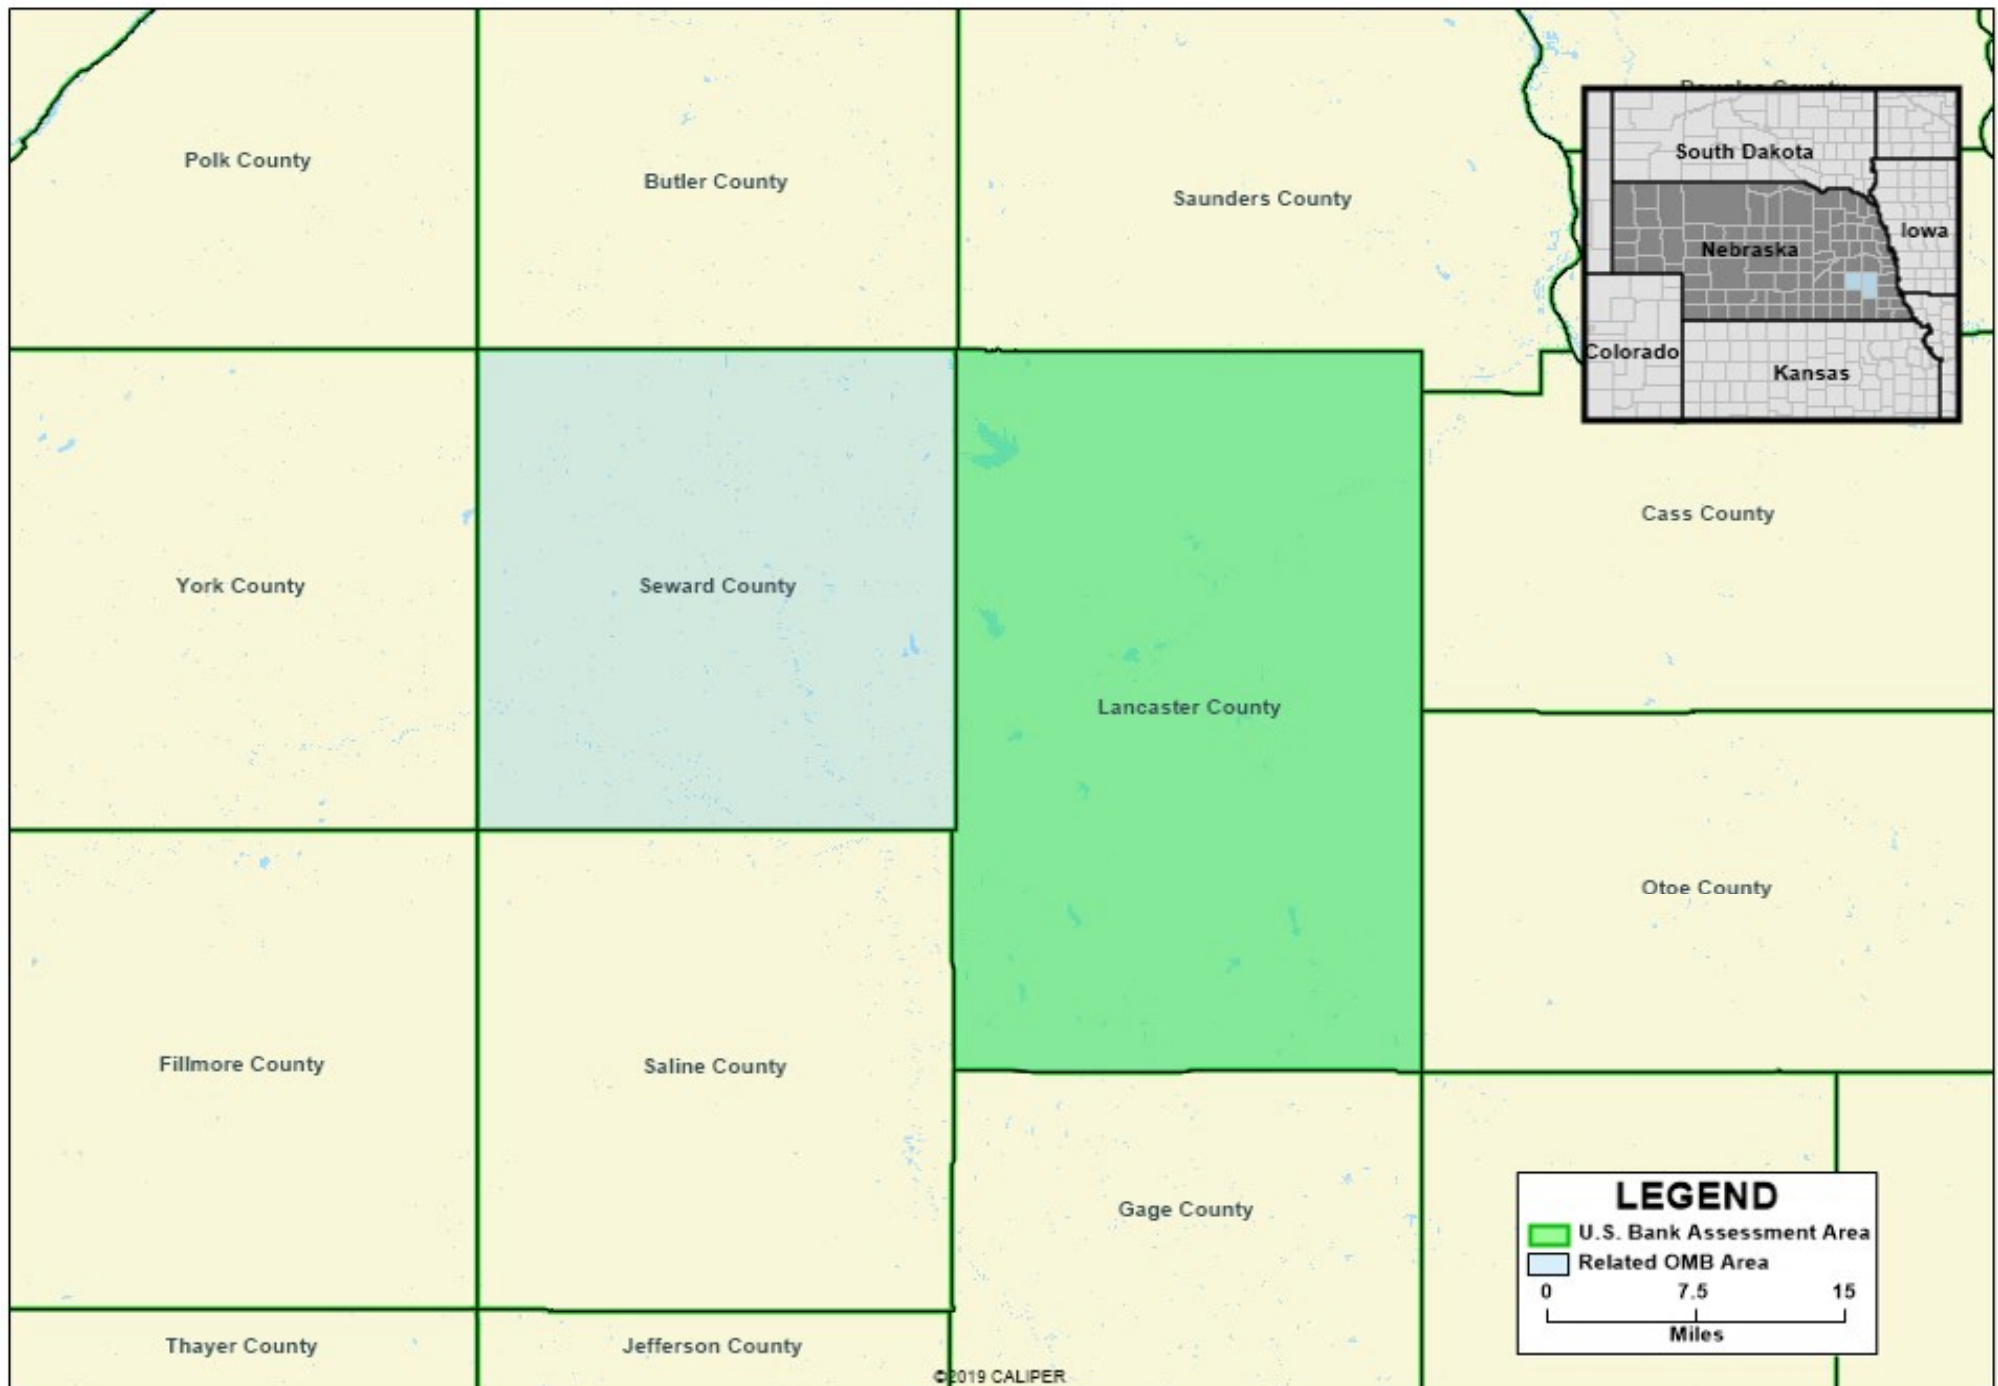 Douglas County
South Dakota
Polk County
Butler County
Saunders County
Iowa
Nebraska
Colorado
Kansas
Cass County
York County
Seward County
Lancaster County
Otoe County
Fillmore County
Saline County
Gage County
LEGEND
U.S. Bank Assessment Area
Related OMB Area
0 7.5 15
Miles
Thayer County
Jefferson County
©2019 CALIPER